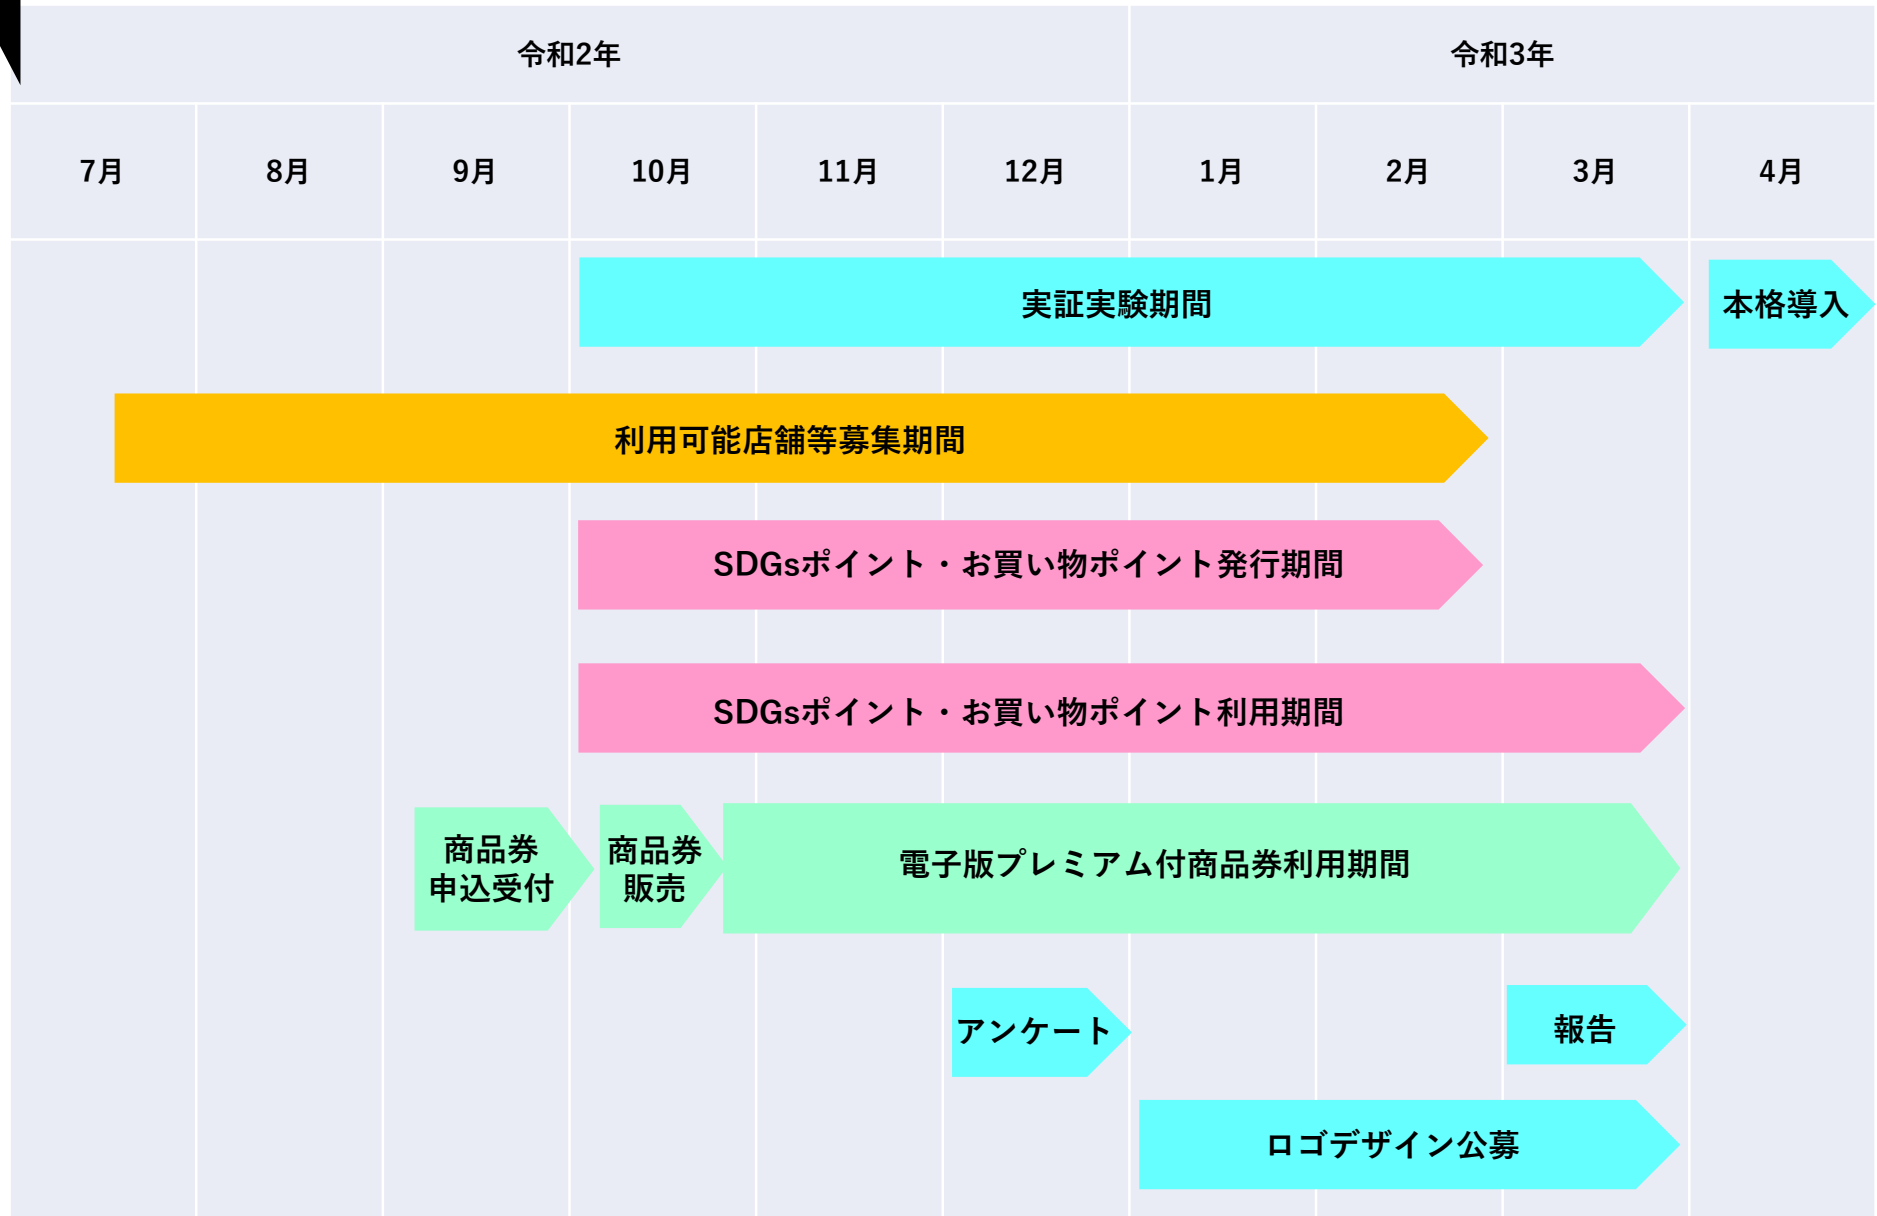 令和2年
令和3年
7月
8月
9月
10月
11月
12月
1月
2月
3月
4月
実証実験期間
本格導入
利用可能店舗等募集期間
SDGsポイント・お買い物ポイント発行期間
SDGsポイント・お買い物ポイント利用期間
商品券
申込受付
商品券
販売
電子版プレミアム付商品券利用期間
アンケート
報告
ロゴデザイン公募